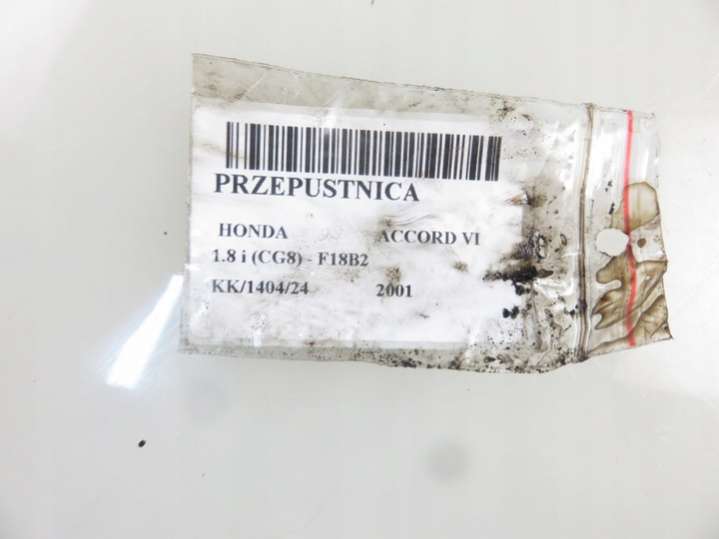 PRZEPUSTNICA
HONDA ACCORD VI
1.8 i (CG8) - F18B2
KK/1404/24 2001